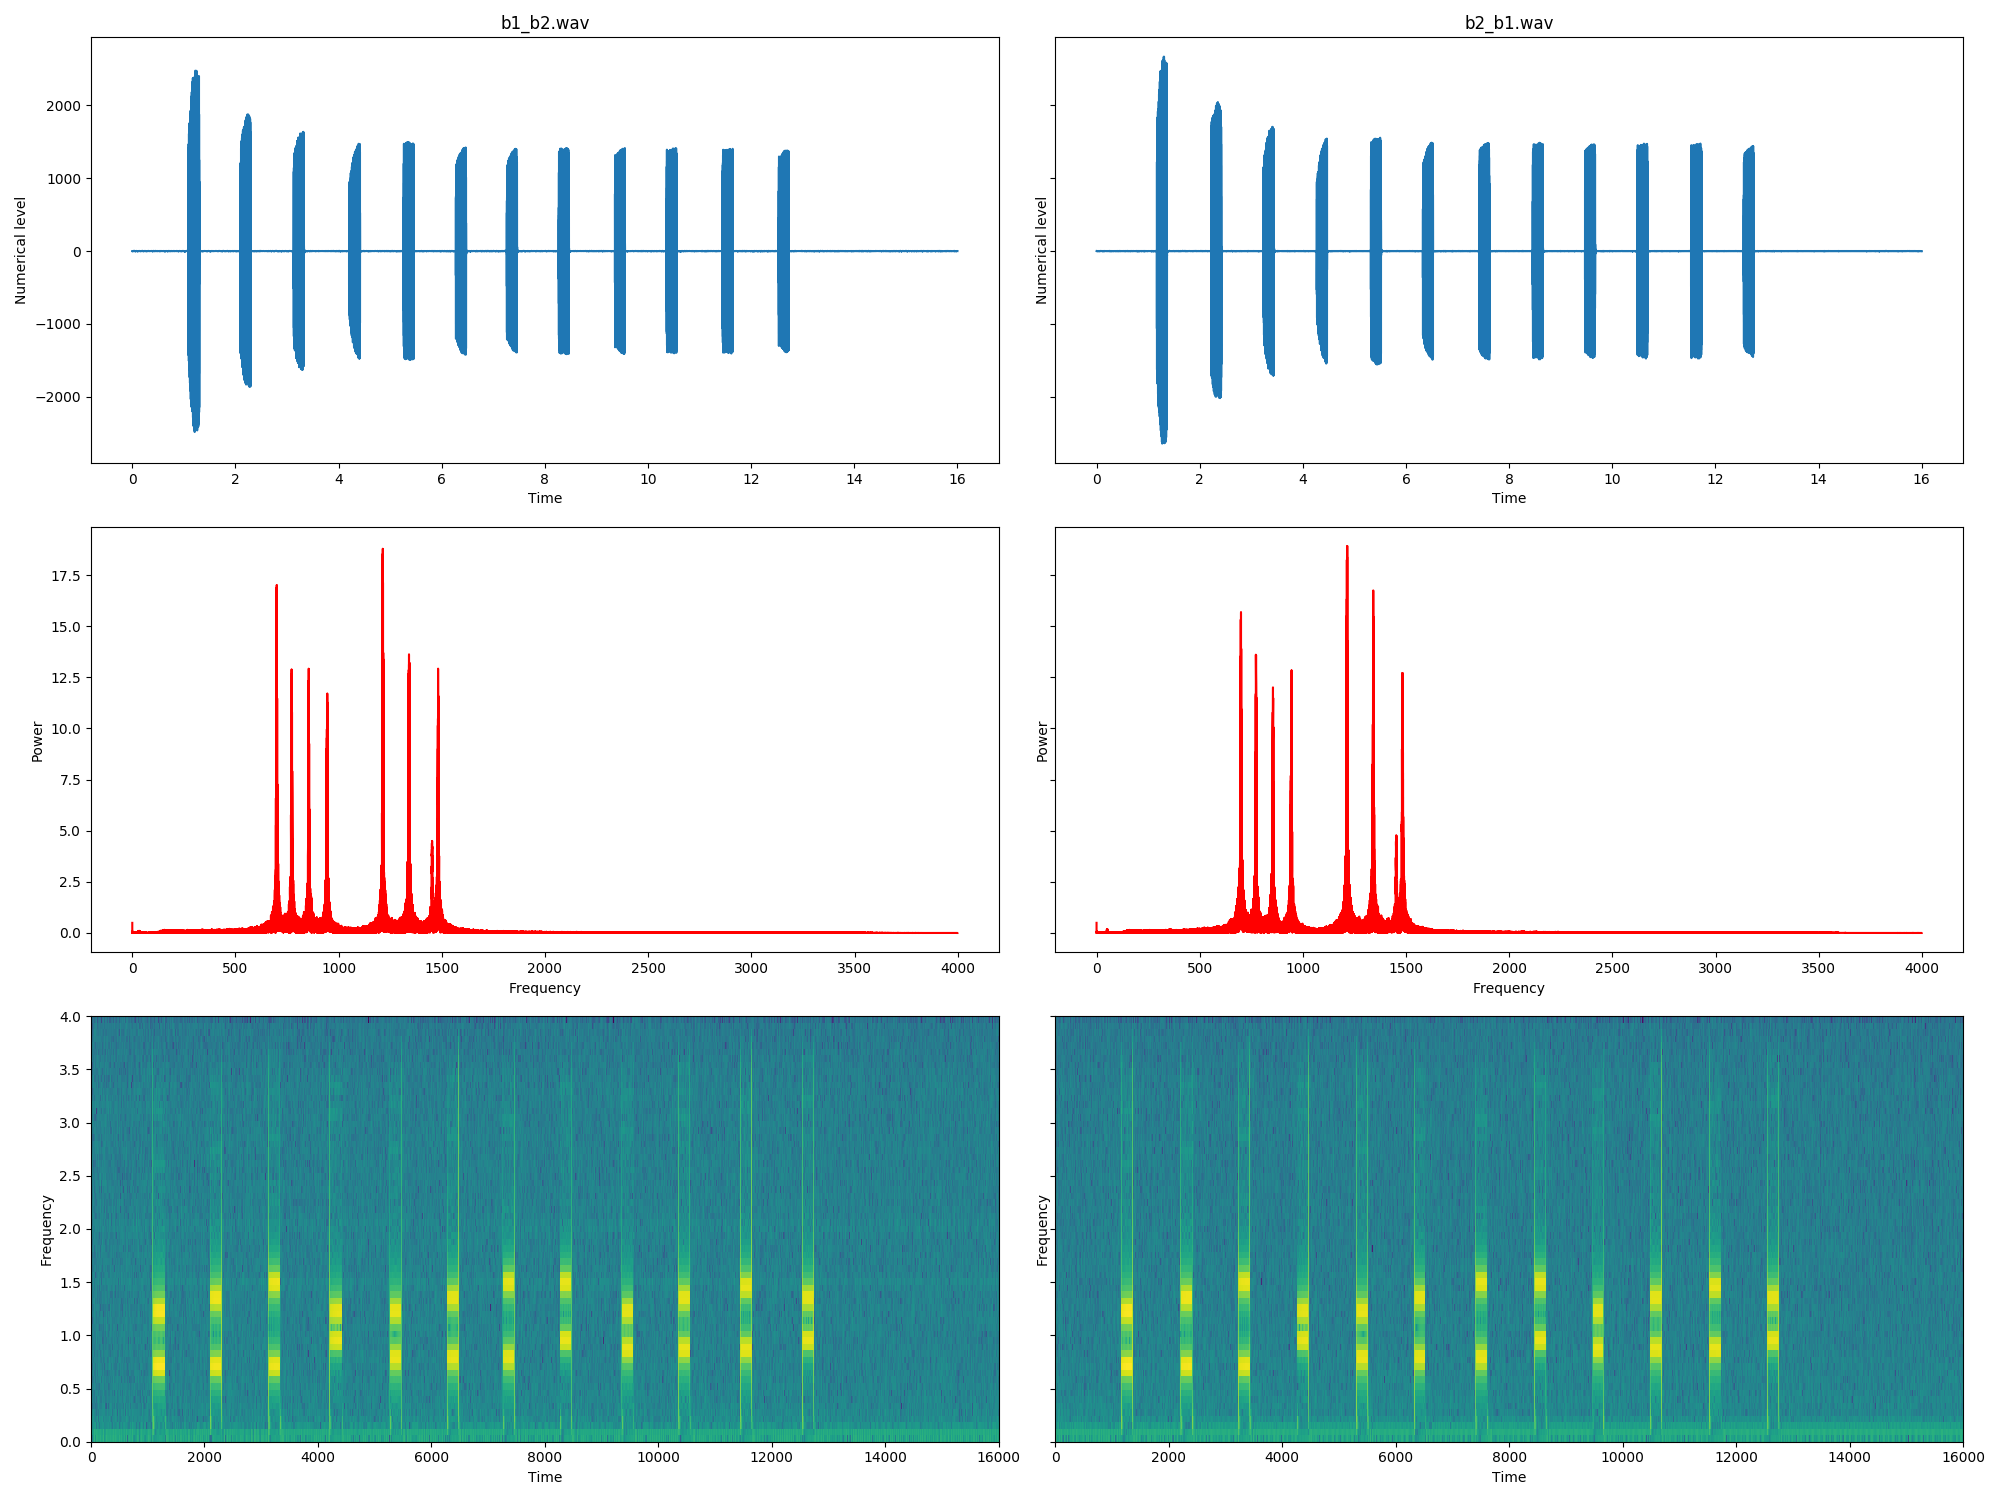 b1_b2.wav
b2_b1.wav
2000
1000
0
−1000
−2000
Numerical level
Numerical level
0 2 4 6 8 10 12 14 16
0 2 4 6 8 10 12 14 16
Time
Time
17.5
15.0
12.5
10.0
7.5
5.0
2.5
0.0
Power
Power
0 500 1000 1500 2000 2500 3000 3500 4000
0 500 1000 1500 2000 2500 3000 3500 4000
Frequency
Frequency
4.0
3.5
3.0
2.5
2.0
1.5
1.0
0.5
0.0
Frequency
Frequency
0 2000 4000 6000 8000 10000 12000 14000 16000
0 2000 4000 6000 8000 10000 12000 14000 16000
Time
Time